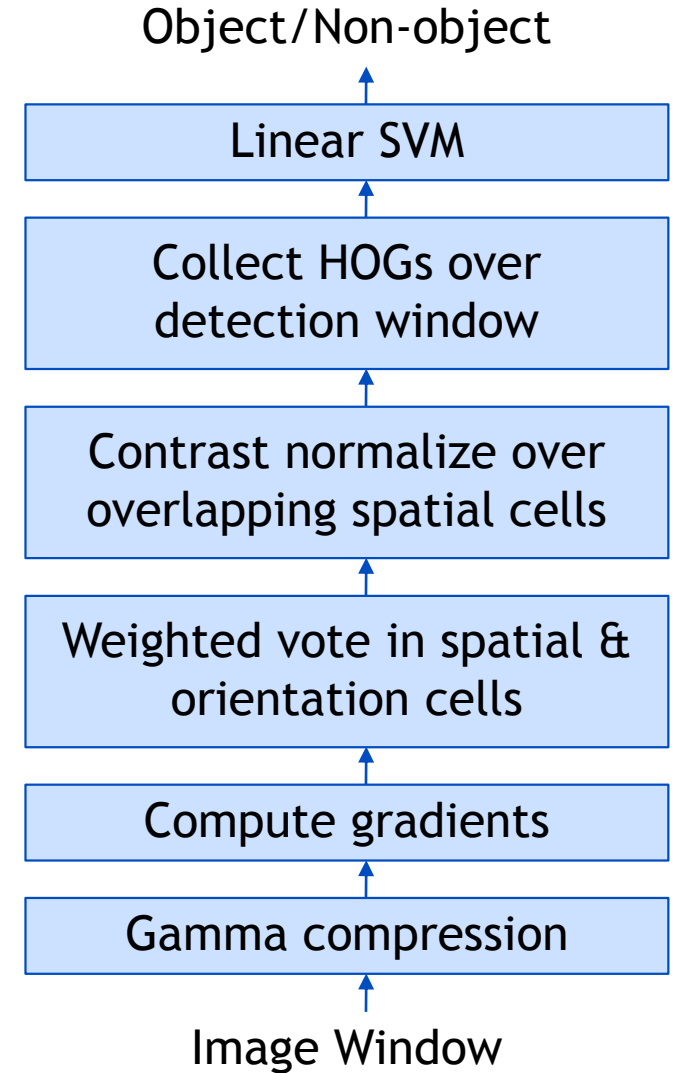 Object/Non-object
Linear SVM
Collect HOGs over
detection window
Contrast normalize over
overlapping spatial cells
Weighted vote in spatial &
orientation cells
Compute gradients
Gamma compression
Image Window